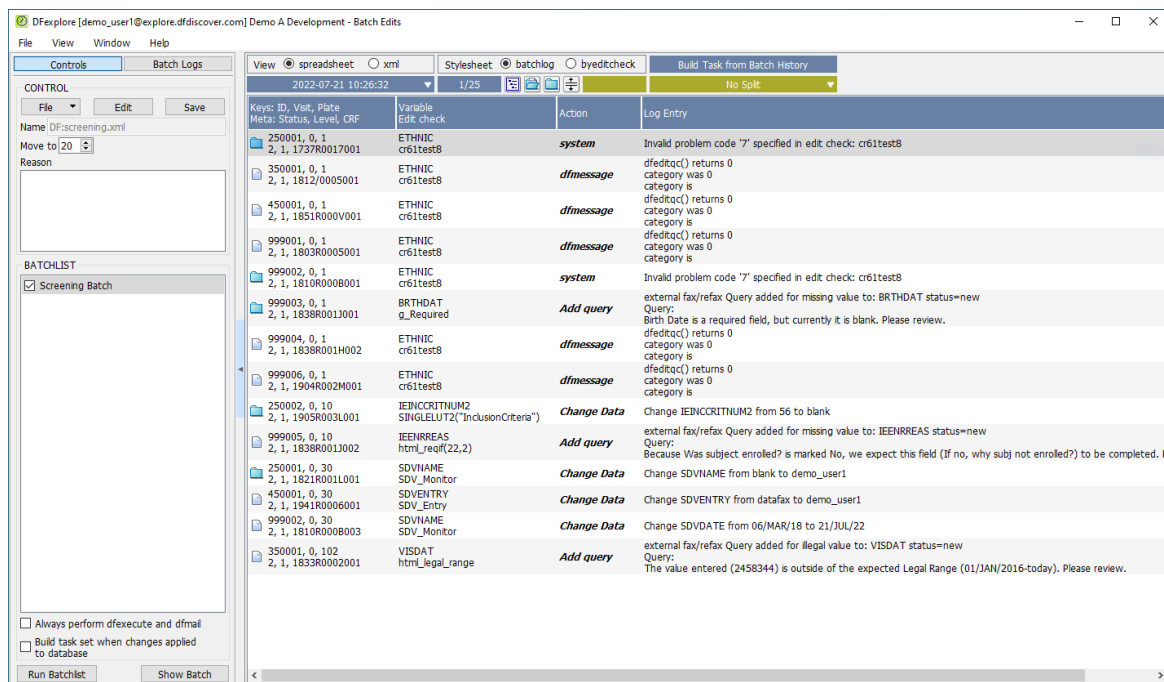 DFexplore [demo_user1@explore.dfdiscover.com] Demo A Development - Batch Edits
File View Window Help
Controls Batch Logs
CONTROL
File Edit Save
Name DF:screening.xml
Move to 20
Reason
BATCHLIST
Screening Batch
Always perform dfexecute and dfmail
Build task set when changes applied
to database
Run Batchlist Show Batch
View spreadsheet xml Stylesheet batchlog byeditcheck Build Task from Batch History
2022-07-21 10:26:32 1/25 No Split
Keys: ID, Visit, Plate Variable Action Log Entry
Meta: Status, Level, CRF Edit check
250001, 0, 1 ETHNIC system Invalid problem code '7' specified in edit check: cr61test8
2, 1, 1737R0017001 cr61test8
350001, 0, 1 ETHNIC dfmessage dfeditqc() returns 0
2, 1, 1812/0005001 cr61test8 category was 0
category is
450001, 0, 1 ETHNIC dfmessage dfeditqc() returns 0
2, 1, 1851R000V001 cr61test8 category was 0
category is
999001, 0, 1 ETHNIC dfmessage dfeditqc() returns 0
2, 1, 1803R0005001 cr61test8 category was 0
category is
999002, 0, 1 ETHNIC system Invalid problem code '7' specified in edit check: cr61test8
2, 1, 1810R000B001 cr61test8
999003, 0, 1 BRTHDAT Add query external fax/refax Query added for missing value to: BRTHDAT status=new
2, 1, 1838R001J001 g_Required Query:
Birth Date is a required field, but currently it is blank. Please review.
999004, 0, 1 ETHNIC dfmessage dfeditqc() returns 0
2, 1, 1838R001H002 cr61test8 category was 0
category is
999006, 0, 1 ETHNIC dfmessage dfeditqc() returns 0
2, 1, 1904R002M001 cr61test8 category was 0
category is
250002, 0, 10 IEINCCRITNUM2 Change Data Change IEINCCRITNUM2 from 56 to blank
2, 1, 1905R003L001 SINGLELUT2("InclusionCriteria")
999005, 0, 10 IEENRREAS Add query external fax/refax Query added for missing value to: IEENRREAS status=new
2, 1, 1838R001J002 html_reqif(22,2) Query:
Because Was subject enrolled? is marked No, we expect this field (If no, why subj not enrolled?) to be completed.
250001, 0, 30 SDVNAME Change Data Change SDVNAME from blank to demo_user1
2, 1, 1821R001L001 SDV_Monitor
450001, 0, 30 SDVENTRY Change Data Change SDVENTRY from datafax to demo_user1
2, 1, 1941R0006001 SDV_Entry
999002, 0, 30 SDVNAME Change Data Change SDVDATE from 06/MAR/18 to 21/JUL/22
2, 1, 1810R000B003 SDV_Monitor
350001, 0, 102 VISDAT Add query external fax/refax Query added for illegal value to: VISDAT status=new
2, 1, 1833R0002001 html_legal_range Query:
The value entered (2458344) is outside of the expected Legal Range (01/JAN/2016-today). Please review.